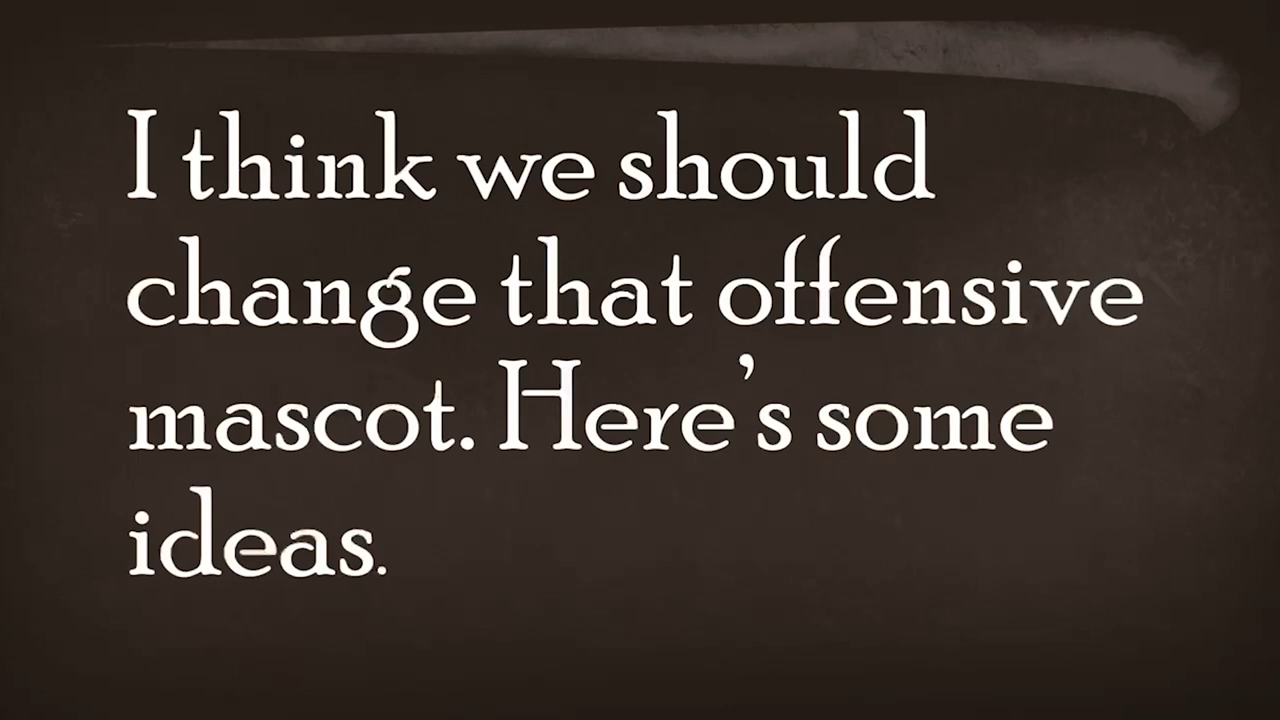 I think we should
change that offensive
mascot. Here’s some
ideas.